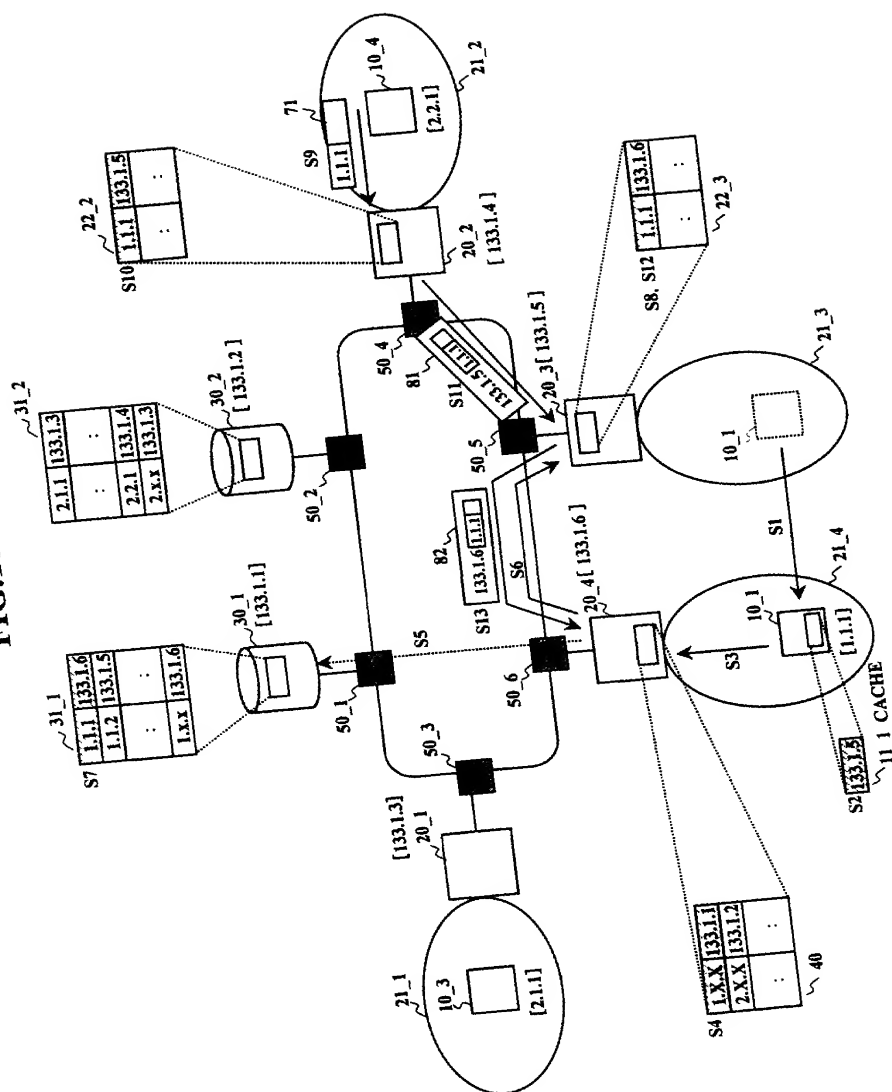 FIG.
31_1
S7
1.1.1 133.1.6
1.1.2 133.1.5
: :
1.x.x 133.1.6
30_1
[133.1.1]
31_2
2.1.1 133.1.3
: :
2.2.1 133.1.4
2.x.x 133.1.3
30_2
[133.1.2]
22_2
S10
1.1.1 133.1.5
: :
50_1
50_2
50_3
50_4
50_5
50_6
[133.1.3]
20_1
21_1
10_3
[2.1.1]
20_2
[133.1.4]
S9
1.1.1
71
10_4
[2.2.1]
21_2
81
S11
133.1.5 1.1.1
82
133.1.6 1.1.1
S13
S6
S5
20_4 [133.1.6]
20_3 [133.1.5]
S8, S12
1.1.1 133.1.6
: :
22_3
21_3
10_1
S1
21_4
10_1
[1.1.1]
S3
S2
133.1.5
11_1 CACHE
S4
1.X.X 133.1.1
2.X.X 133.1.2
: :
40